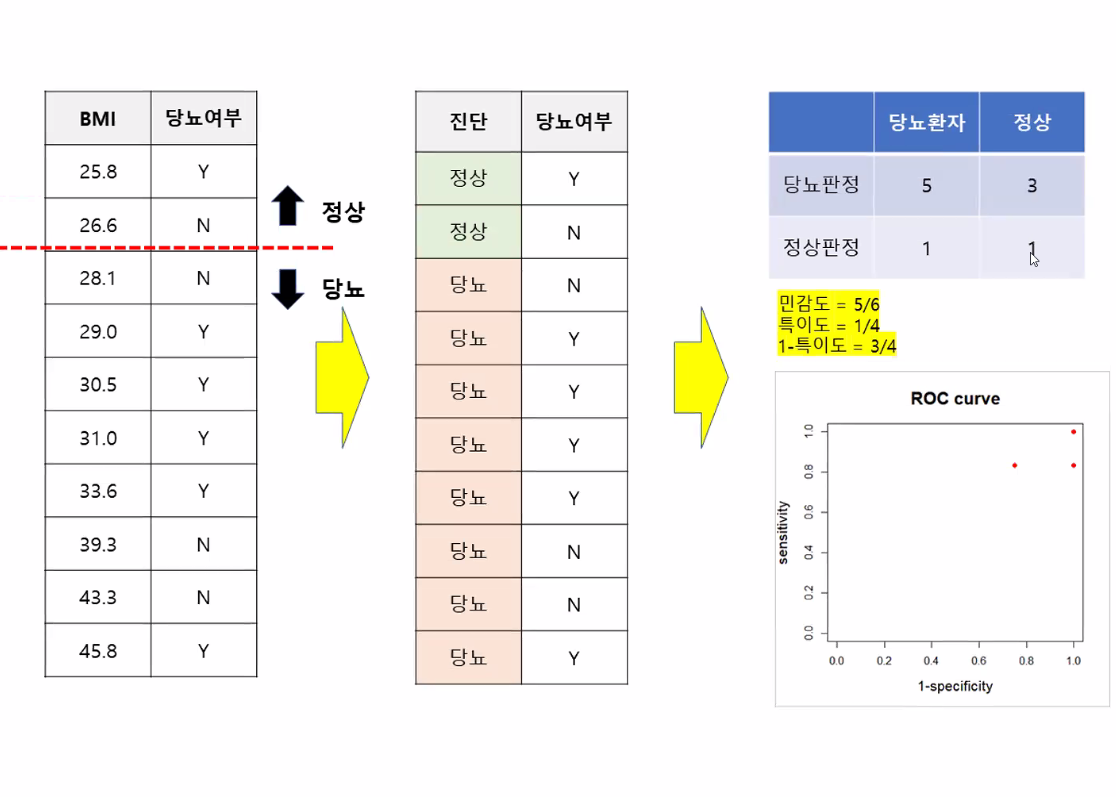 BMI 당뇨여부
25.8 Y
26.6 N
28.1 N
29.0 Y
30.5 Y
31.0 Y
33.6 Y
39.3 N
43.3 N
45.8 Y
정상
당뇨
진단 당뇨여부
정상 Y
정상 N
당뇨 N
당뇨 Y
당뇨 Y
당뇨 Y
당뇨 Y
당뇨 N
당뇨 N
당뇨 Y
당뇨환자 정상
당뇨판정 5 3
정상판정 1 1
민감도 = 5/6
특이도 = 1/4
1-특이도 = 3/4
ROC curve
sensitivity
1.0
0.8
0.6
0.4
0.2
0.0
0.0 0.2 0.4 0.6 0.8 1.0
1-specificity